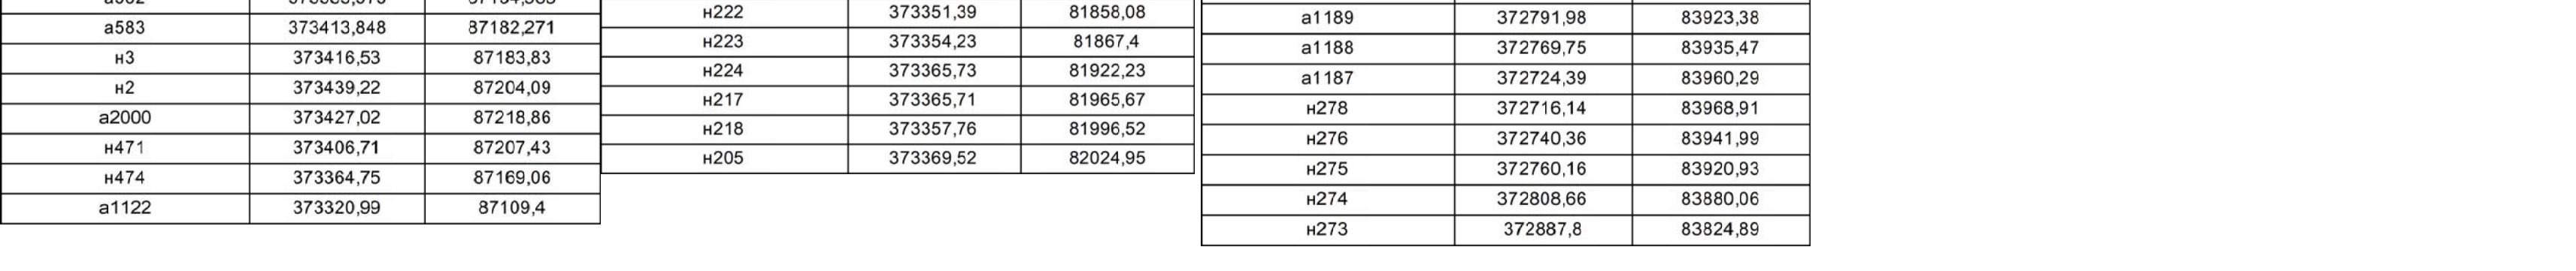 а583 373413,848 87182,271
н3 373416,53 87183,83
н2 373439,22 87204,09
а2000 373427,02 87218,86
н471 373406,71 87207,43
н474 373364,75 87169,06
а1122 373320,99 87109,4
н222 373351,39 81858,08
н223 373354,23 81867,4
н224 373365,73 81922,23
н217 373365,71 81965,67
н218 373357,76 81996,52
н205 373369,52 82024,95
а1189 372791,98 83923,38
а1188 372769,75 83935,47
а1187 372724,39 83960,29
н278 372716,14 83968,91
н276 372740,36 83941,99
н275 372760,16 83920,93
н274 372808,66 83880,06
н273 372887,8 83824,89